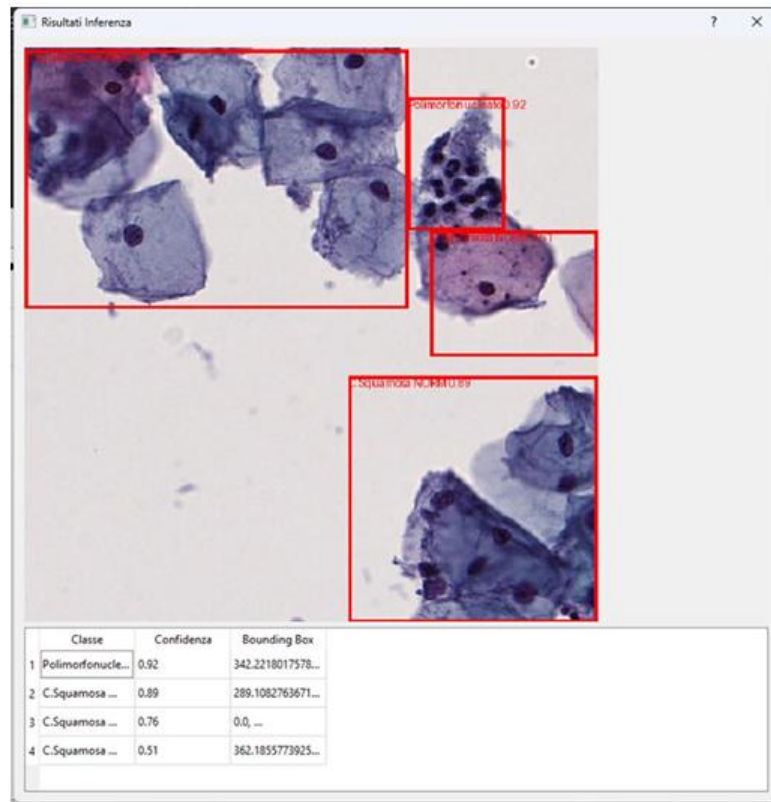 Risultati Inferenza
Polimorfonucleato 0.92
C.Squamosa NORM 0.89
Classe Confidenza Bounding Box
1 Polimorfonucle... 0.92 342.2218017578...
2 C.Squamosa ... 0.89 289.1082763671...
3 C.Squamosa ... 0.76 0.0, ...
4 C.Squamosa ... 0.51 362.1855773925...